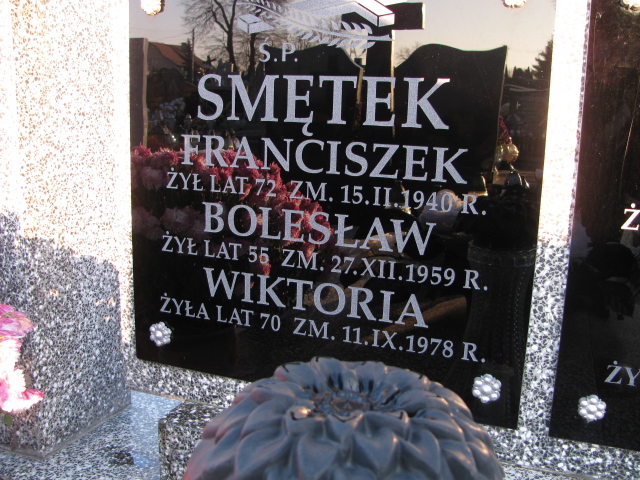 Ś.P.
SMĘTEK
FRANCISZEK
ŻYŁ LAT 72 ZM. 15.II.1940 R.
BOLESŁAW
ŻYŁ LAT 55 ZM. 27.XII.1959 R.
WIKTORIA
ŻYŁA LAT 70 ZM. 11.IX.1978 R.
ŻY